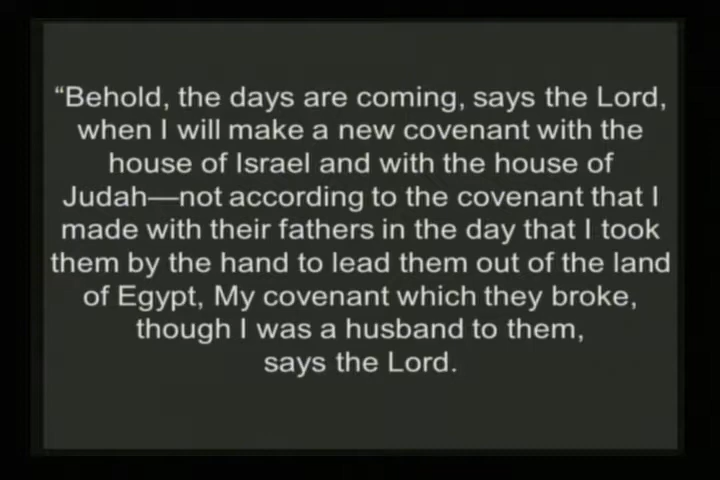 “Behold, the days are coming, says the Lord,
when I will make a new covenant with the
house of Israel and with the house of
Judah—not according to the covenant that I
made with their fathers in the day that I took
them by the hand to lead them out of the land
of Egypt, My covenant which they broke,
though I was a husband to them,
says the Lord.